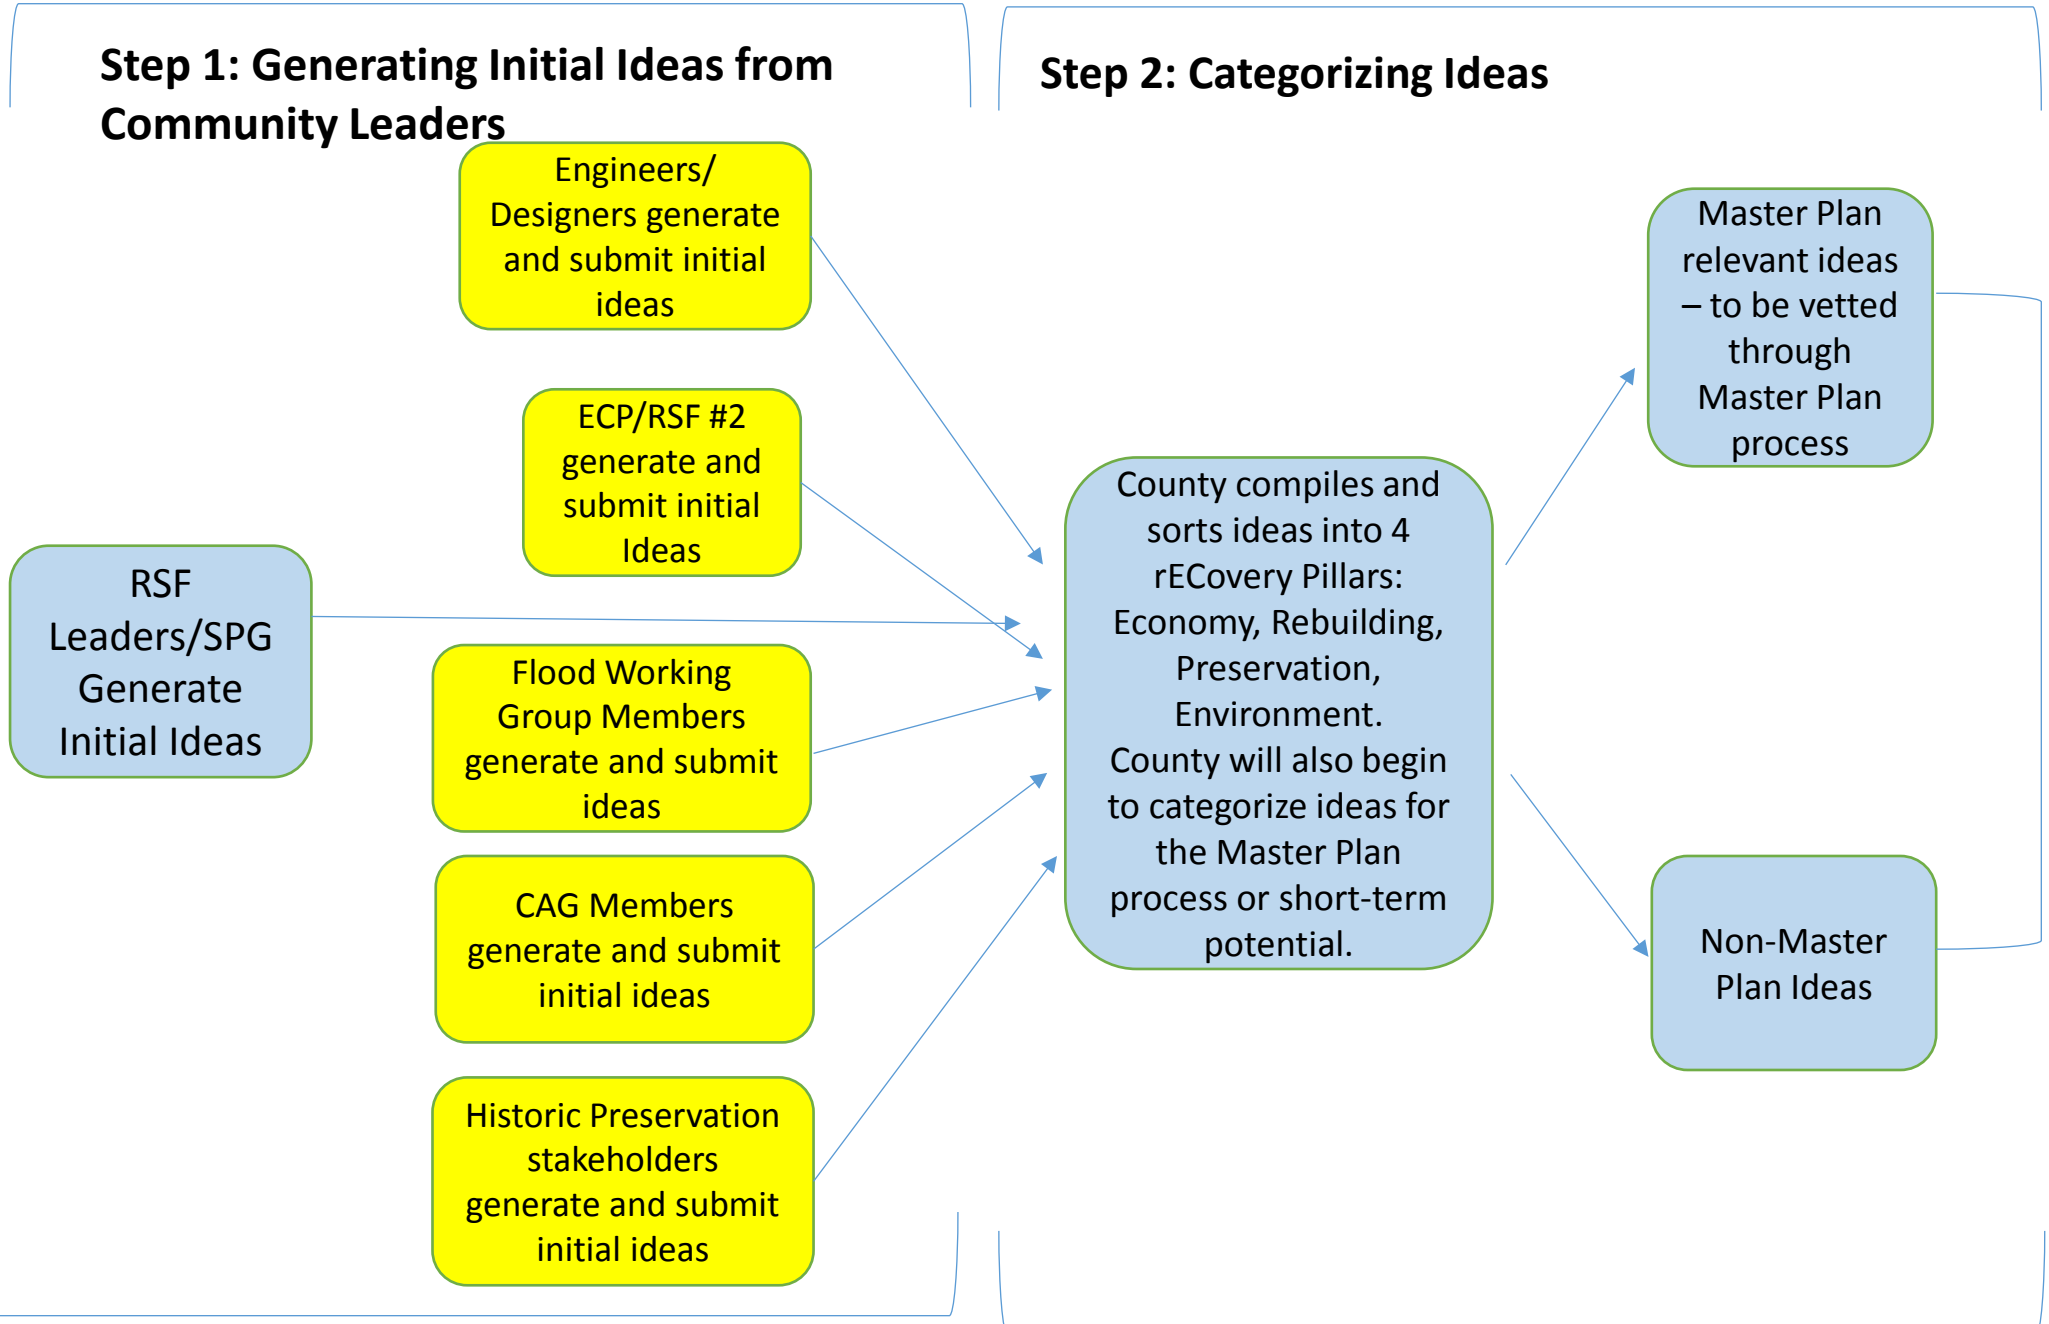 Step 1: Generating Initial Ideas from
Community Leaders
Step 2: Categorizing Ideas
Engineers/
Designers generate
and submit initial
ideas
ECP/RSF #2
generate and
submit initial
Ideas
RSF
Leaders/SPG
Generate
Initial Ideas
Flood Working
Group Members
generate and submit
ideas
CAG Members
generate and submit
initial ideas
Historic Preservation
stakeholders
generate and submit
initial ideas
County compiles and
sorts ideas into 4
rECovery Pillars:
Economy, Rebuilding,
Preservation,
Environment.
County will also begin
to categorize ideas for
the Master Plan
process or short-term
potential.
Master Plan
relevant ideas
– to be vetted
through
Master Plan
process
Non-Master
Plan Ideas